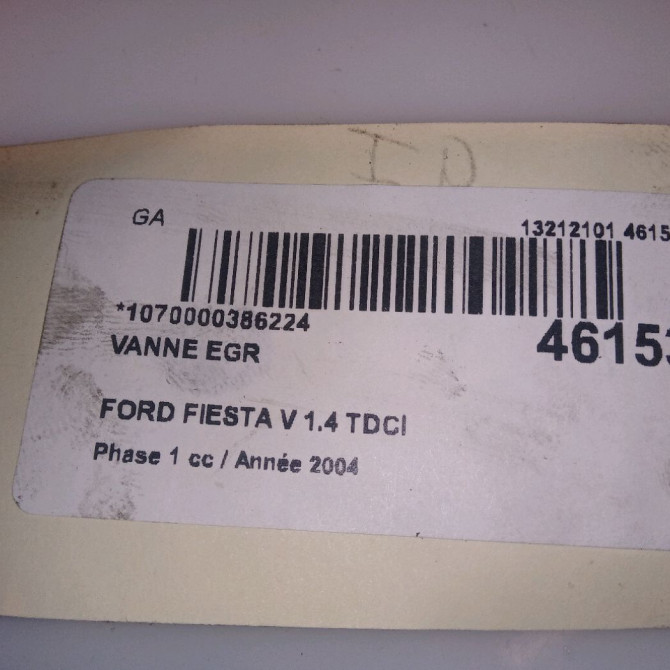 GA
13212101 4615
*1070000386224
4615
VANNE EGR
FORD FIESTA V 1.4 TDCI
Phase 1 cc / Année 2004